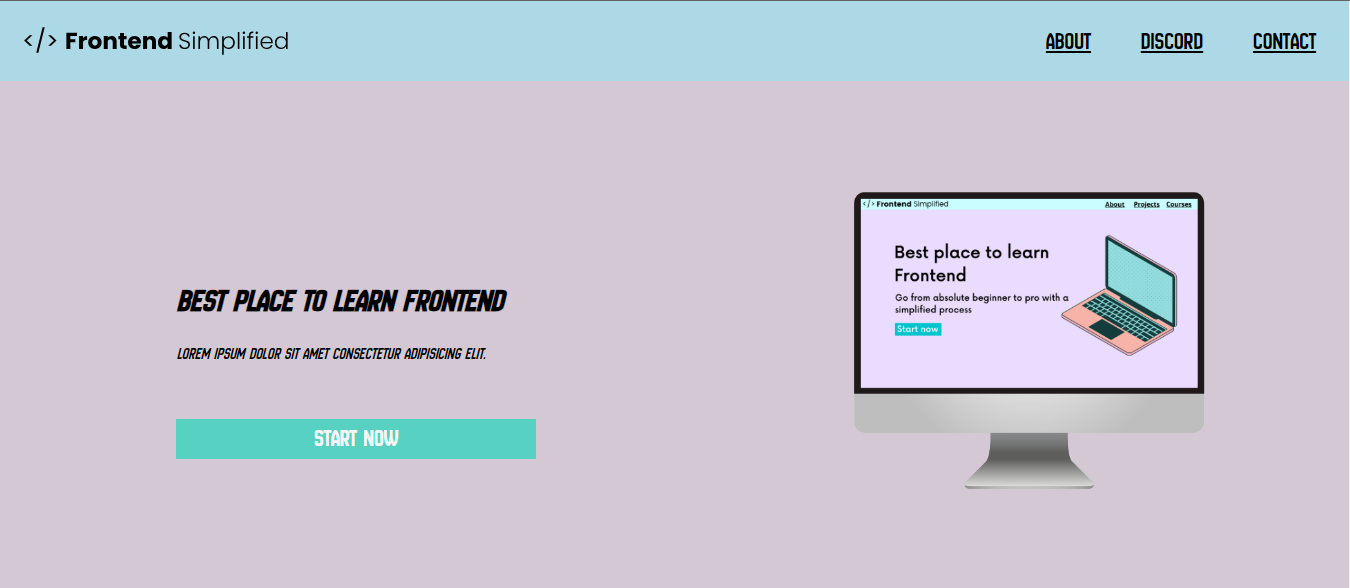 </> Frontend Simplified
ABOUT DISCORD CONTACT
BEST PLACE TO LEARN FRONTEND
LOREM IPSUM DOLOR SIT AMET CONSECTETUR ADIPISICING ELIT.
START NOW
</> Frontend Simplified
About Projects Courses
Best place to learn
Frontend
Go from absolute beginner to pro with a
simplified process
Start now